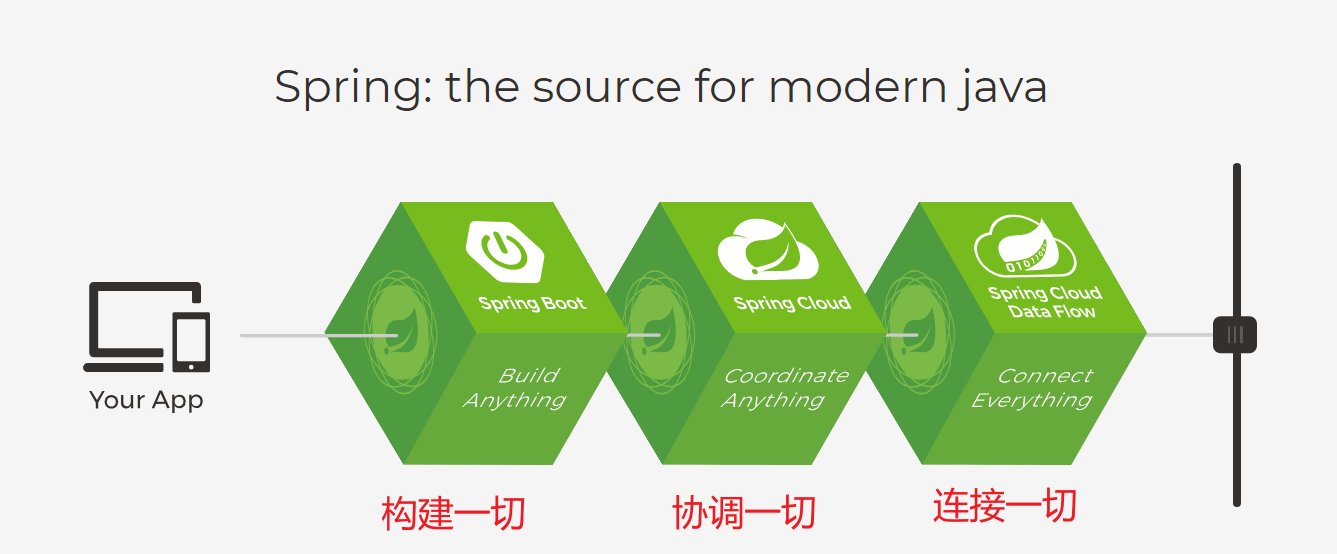 Spring: the source for modern java
Your App
Spring Boot
Build
Anything
Spring Cloud
Coordinate
Anything
010110
Spring Cloud
Data Flow
Connect
Everything
构建一切
协调一切
连接一切